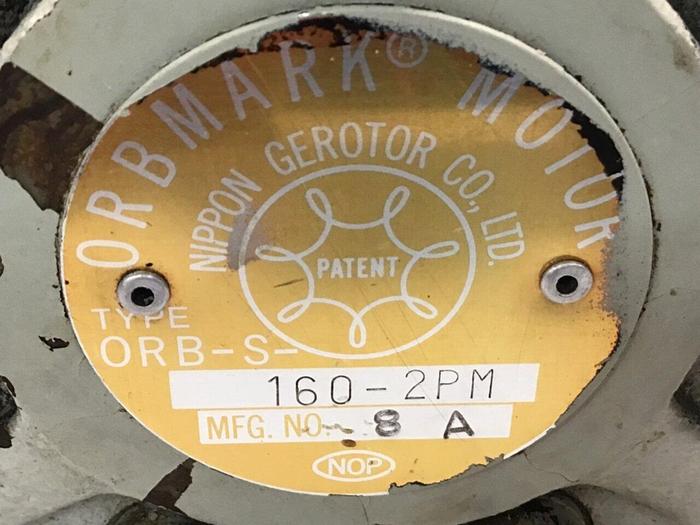 ORBMARK® MOTOR
NIPPON GEROTOR CO., LTD.
PATENT
TYPE
ORB-S-
160-2PM
MFG. NO. 8 A
NOP